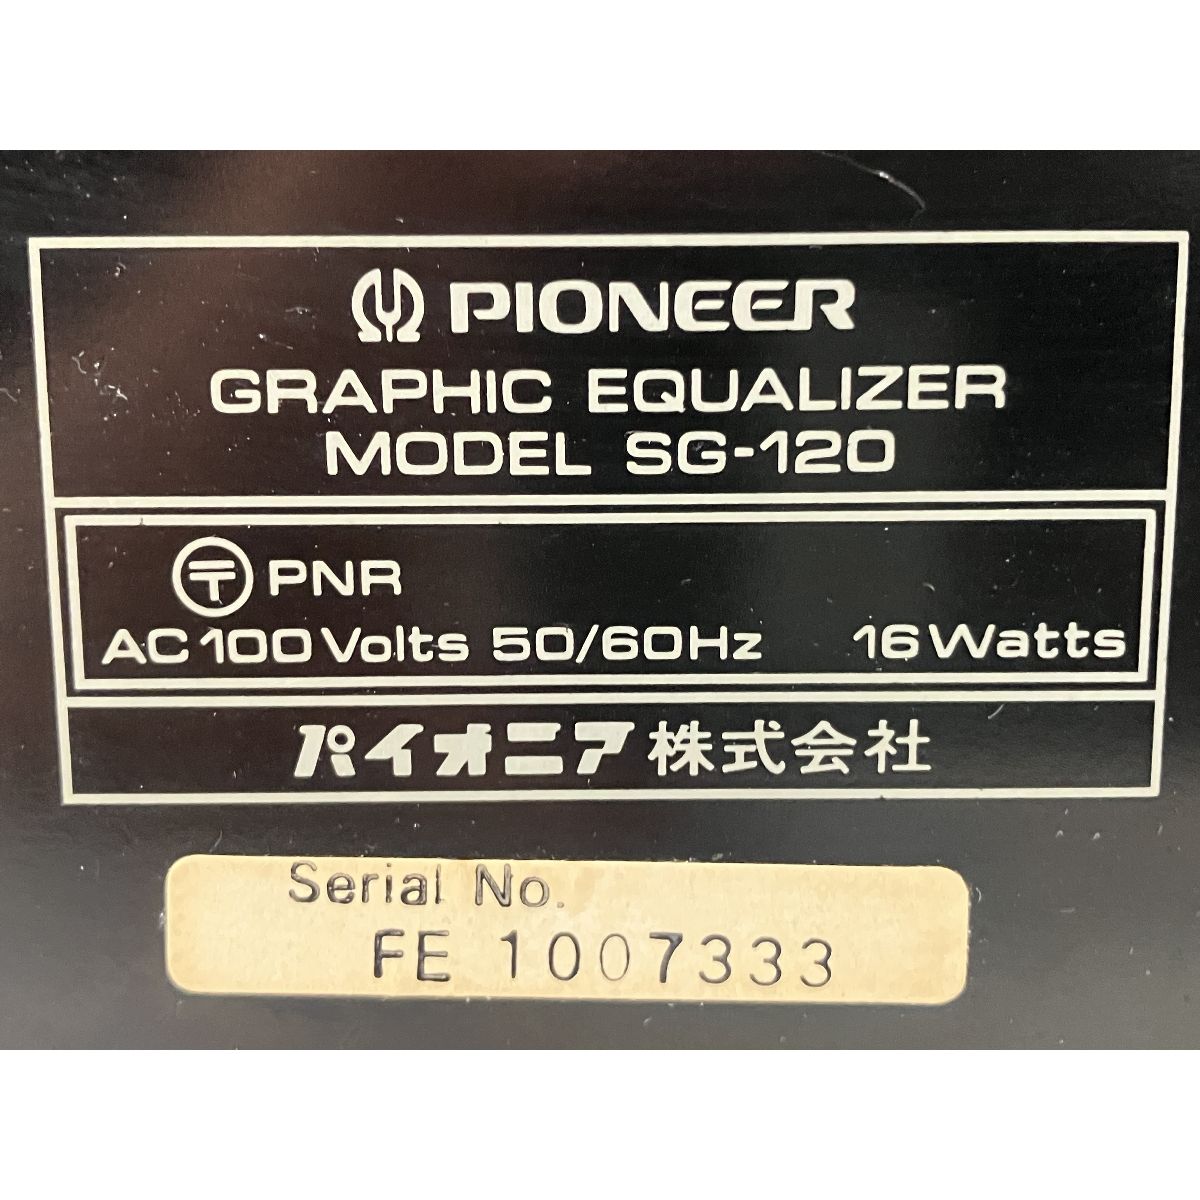 PIONEER
GRAPHIC EQUALIZER
MODEL SG-120
〒 PNR
AC 100 Volts 50/60Hz 16 Watts
パイオニア株式会社
Serial No.
FE 1007333